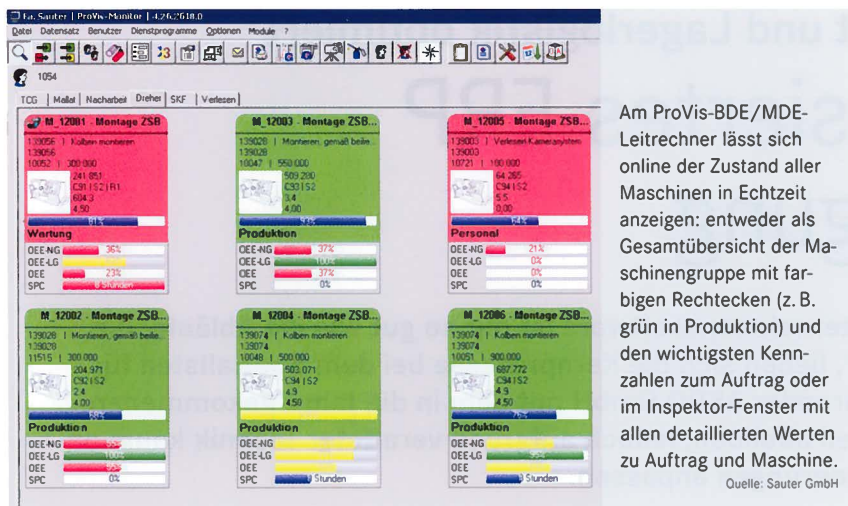 Fa. Sauter | ProVis-Monitor | 4.26.2618.0
Datei Datensatz Benutzer Dienstprogramme Optionen Module ?
1054
TCG | Mallat | Nacharbeit | Dreher | SKF | Verlesen
M_12001 - Montage ZSB
139056 | Kolben montieren
139056
10052 | 300.000
241.851
C91 | S2 | R1
604.3
4,50
81%
Wartung
OEE-NG 36%
OEE-LG
OEE 23%
SPC 8 Stunden
M_12003 - Montage ZSB...
139028 | Montieren, gemäß beile...
139028
10047 | 550.000
509.280
C93 | S2
3.4
4,00
93%
Produktion
OEE-NG 37%
OEE-LG 100%
OEE 37%
SPC 0%
M_12005 - Montage ZSB...
139003 | Verlesen Kamerasystem
139003
10721 | 100.000
64.265
C94 | S2
5.5
0,00
64%
Personal
OEE-NG 21%
OEE-LG 0%
OEE 0%
SPC 0%
M_12002 - Montage ZSB...
139028 | Montieren, gemäß beile...
139028
11515 | 300.000
204.971
C92 | S2
2.4
4,00
68%
Produktion
OEE-NG
OEE-LG 100%
OEE
SPC 0%
M_12004 - Montage ZSB...
139074 | Kolben montieren
139074
10048 | 500.000
503.071
C94 | S2
4.9
4,50
Produktion
OEE-NG
OEE-LG
OEE
SPC Stunden
M_12006 - Montage ZSB...
139074 | Kolben montieren
139074
10051 | 900.000
687.772
C94 | S2
4.9
4,50
Produktion
OEE-NG
OEE-LG 95%
OEE
SPC Stunden
Am ProVis-BDE/MDE-
Leitrechner lässt sich
online der Zustand aller
Maschinen in Echtzeit
anzeigen: entweder als
Gesamtübersicht der Ma-
schinengruppe mit far-
bigen Rechtecken (z. B.
grün in Produktion) und
den wichtigsten Kenn-
zahlen zum Auftrag oder
im Inspektor-Fenster mit
allen detaillierten Werten
zu Auftrag und Maschine.
Quelle: Sauter GmbH